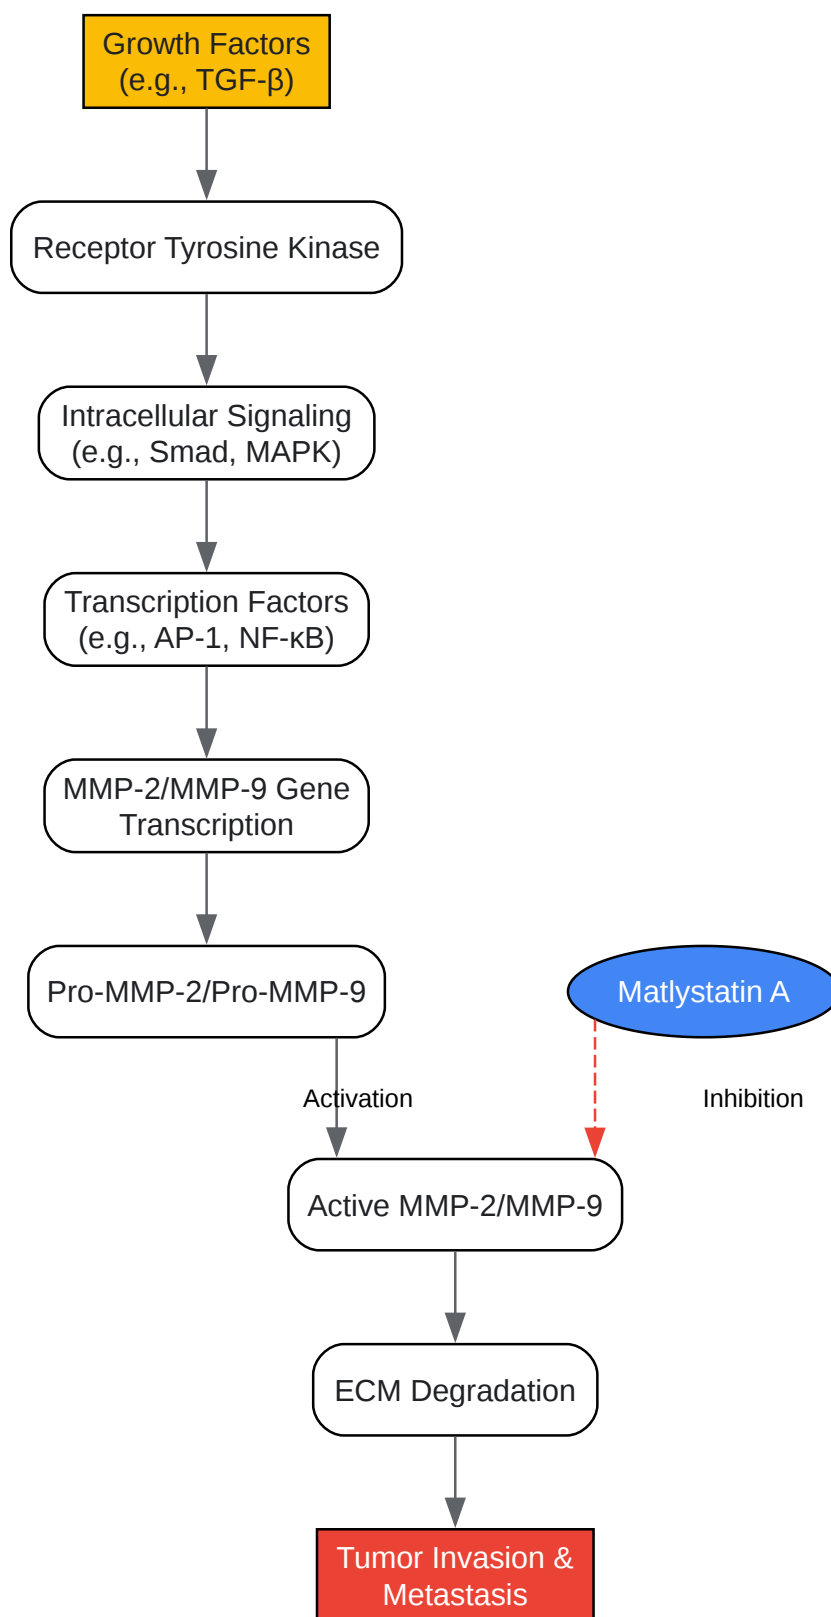 Growth Factors
(e.g., TGF-β)
Receptor Tyrosine Kinase
Intracellular Signaling
(e.g., Smad, MAPK)
Transcription Factors
(e.g., AP-1, NF-κB)
MMP-2/MMP-9 Gene
Transcription
Pro-MMP-2/Pro-MMP-9
Matlystatin A
Activation
Inhibition
Active MMP-2/MMP-9
ECM Degradation
Tumor Invasion &
Metastasis